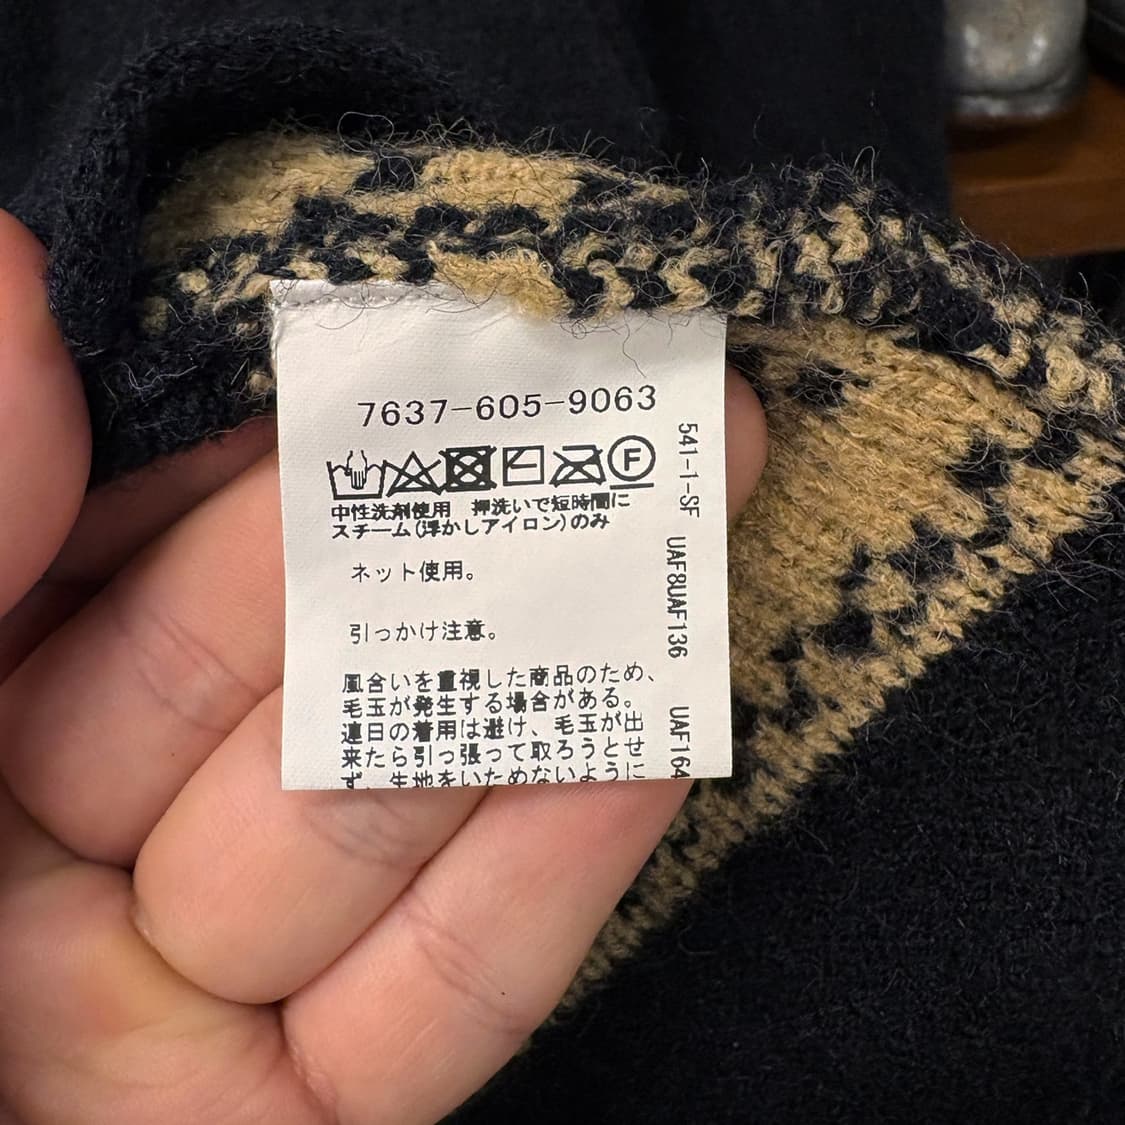 7637-605-9063
F
中性洗剤使用 押洗いで短時間に
スチーム(浮かしアイロン)のみ
ネット使用。
引っかけ注意。
風合いを重視した商品のため、
毛玉が発生する場合がある。
連日の着用は避け、毛玉が出
来たら引っ張って取ろうとせ
ず、生地をいためないように
541-1-SF UAF8UAF136 UAF164